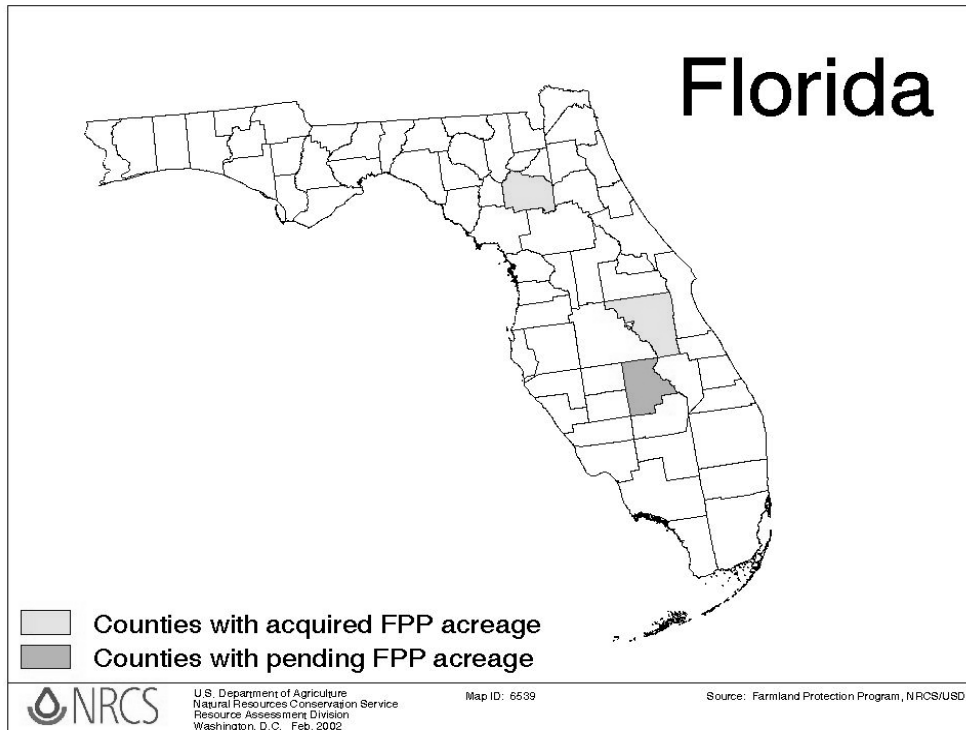 Florida
Counties with acquired FPP acreage
Counties with pending FPP acreage
NRCS
U.S. Department of Agriculture
Natural Resources Conservation Service
Resource Assessment Division
Washington, D.C. Feb. 2002
Map ID: 6539
Source: Farmland Protection Program, NRCS/USD